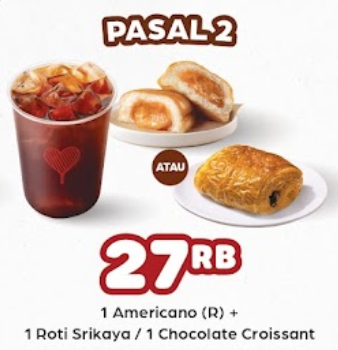 PASAL 2
ATAU
27RB
1 Americano (R) +
1 Roti Srikaya / 1 Chocolate Croissant